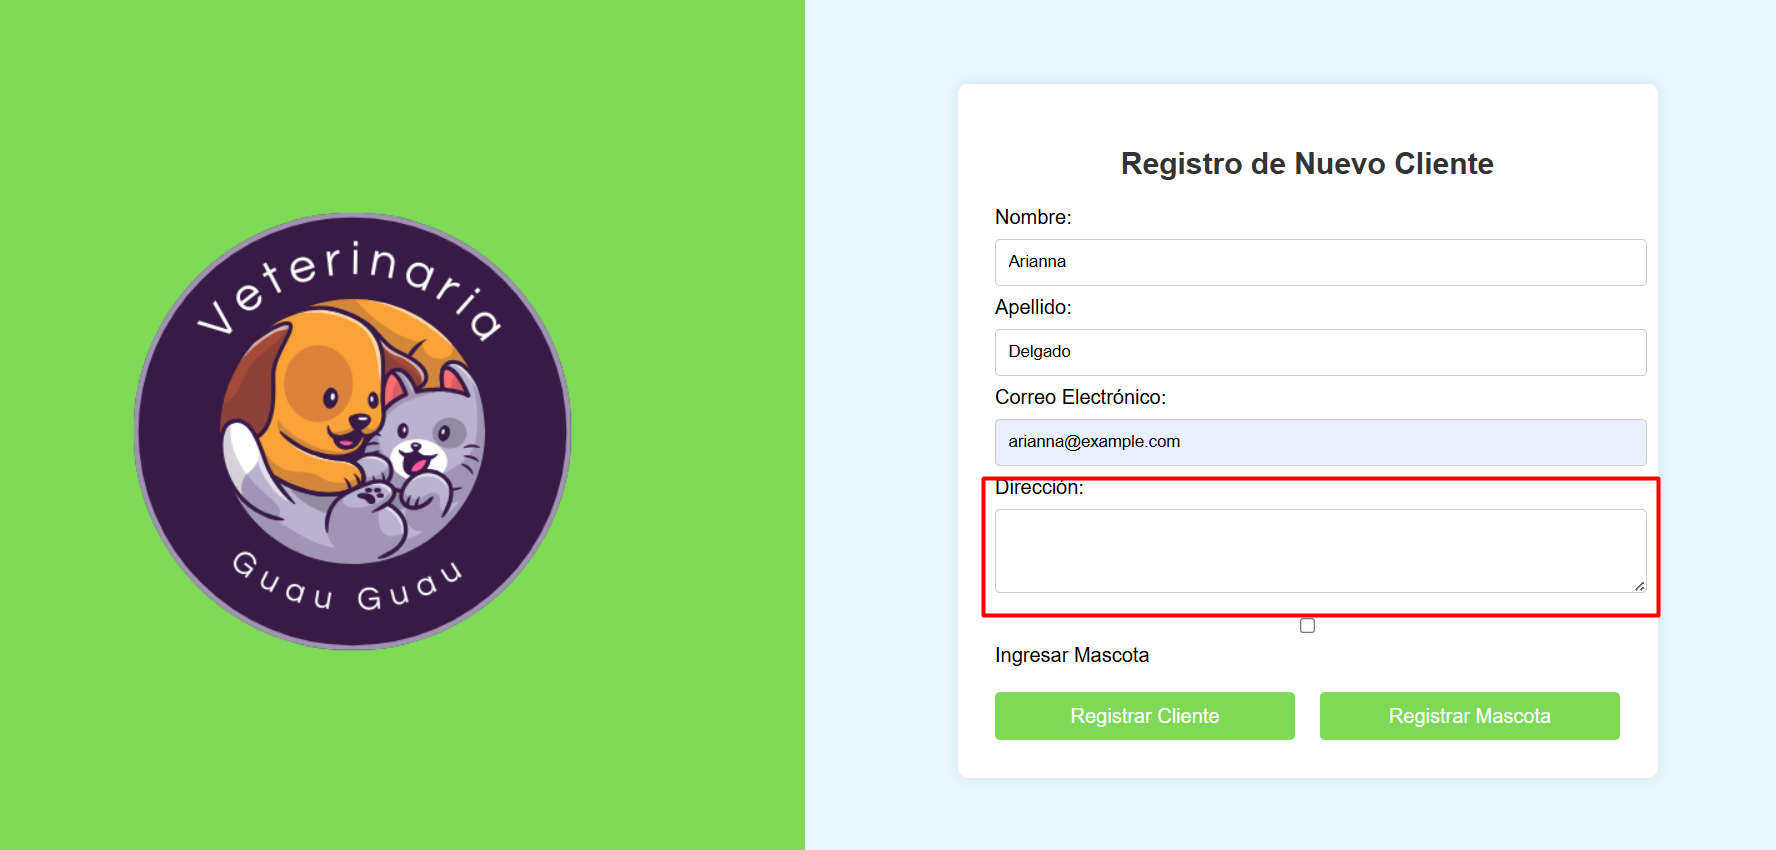 Veterinaria
Guau Guau
Registro de Nuevo Cliente
Nombre:
Arianna
Apellido:
Delgado
Correo Electrónico:
arianna@example.com
Dirección:
Ingresar Mascota
Registrar Cliente
Registrar Mascota